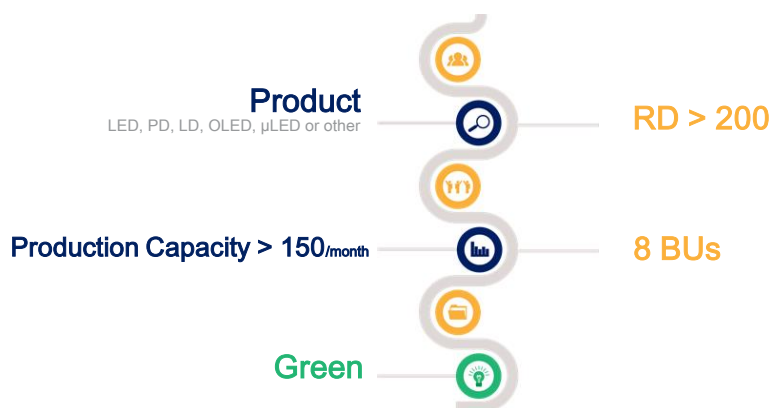 Product
LED, PD, LD, OLED, μLED or other
RD > 200
Production Capacity > 150/month
8 BUs
Green